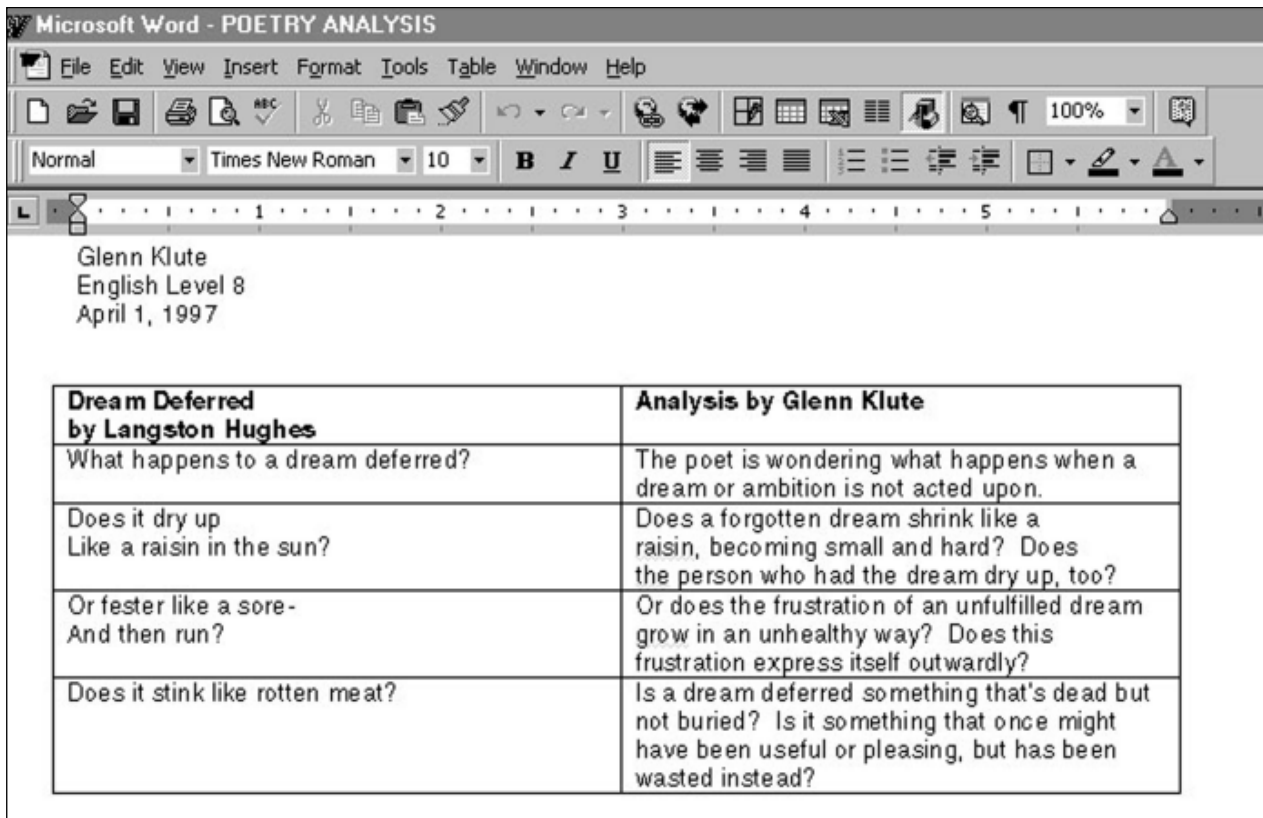 Microsoft Word - POETRY ANALYSIS
File Edit View Insert Format Tools Table Window Help
ABC 100%
Normal Times New Roman 10 B I U A
L 1 2 3 4 5
Glenn Klute
English Level 8
April 1, 1997
Dream Deferred
by Langston Hughes
Analysis by Glenn Klute
What happens to a dream deferred?
The poet is wondering what happens when a
dream or ambition is not acted upon.
Does it dry up
Like a raisin in the sun?
Does a forgotten dream shrink like a
raisin, becoming small and hard? Does
the person who had the dream dry up, too?
Or fester like a sore-
And then run?
Or does the frustration of an unfulfilled dream
grow in an unhealthy way? Does this
frustration express itself outwardly?
Does it stink like rotten meat?
Is a dream deferred something that's dead but
not buried? Is it something that once might
have been useful or pleasing, but has been
wasted instead?